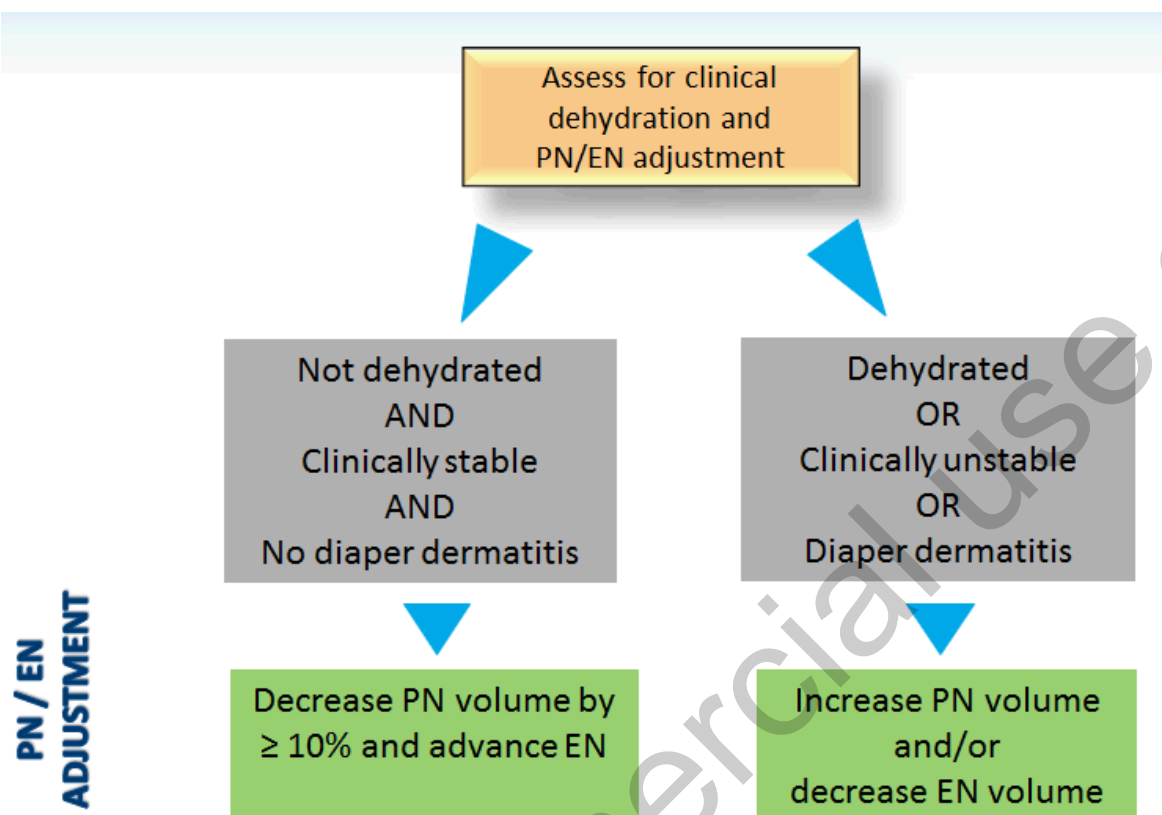 Assess for clinical
dehydration and
PN/EN adjustment
Not dehydrated
AND
Clinically stable
AND
No diaper dermatitis
Dehydrated
OR
Clinically unstable
OR
Diaper dermatitis
PN / EN
ADJUSTMENT
Decrease PN volume by
≥ 10% and advance EN
Increase PN volume
and/or
decrease EN volume
ercial use